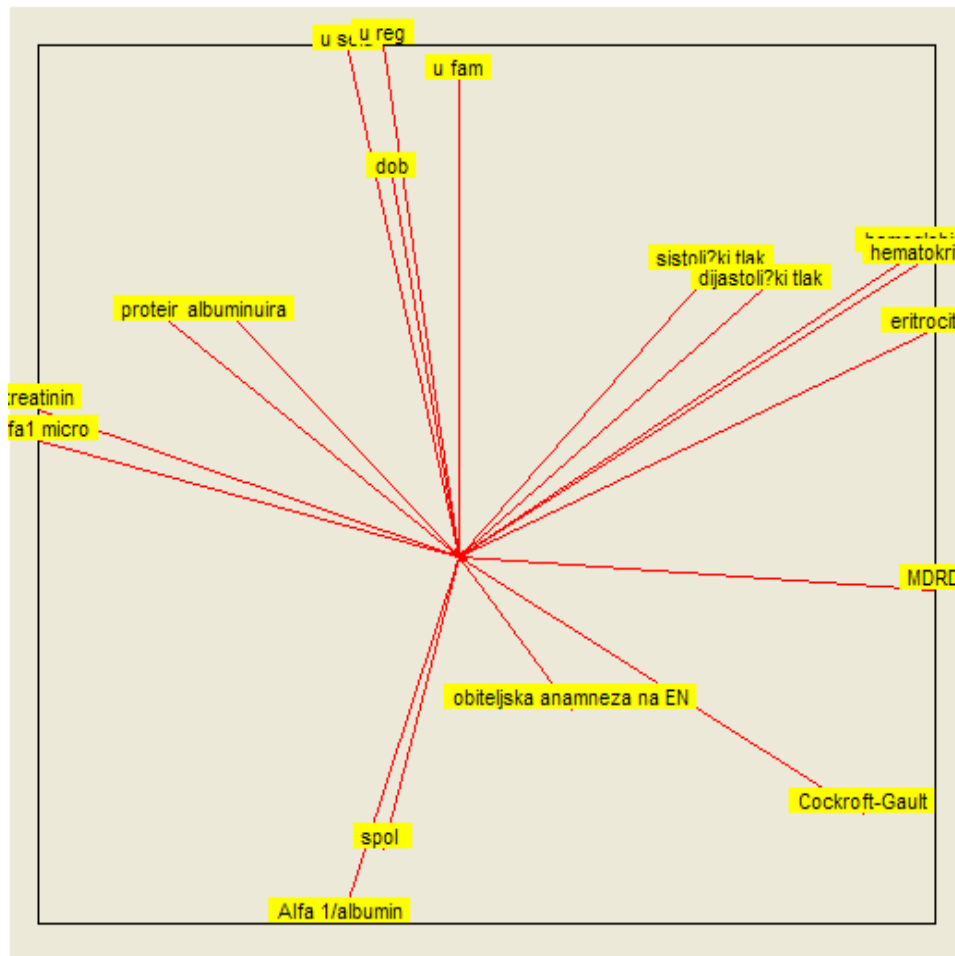 u reg
u fam
dob
sistoli?ki tlak
hematokri
dijastoli?ki tlak
proteir albuminuira
eritrocit
reatinin
fa1 micro
MDRD
obiteljska anamneza na EN
Cockroft-Gault
spol
Alfa 1/albumin